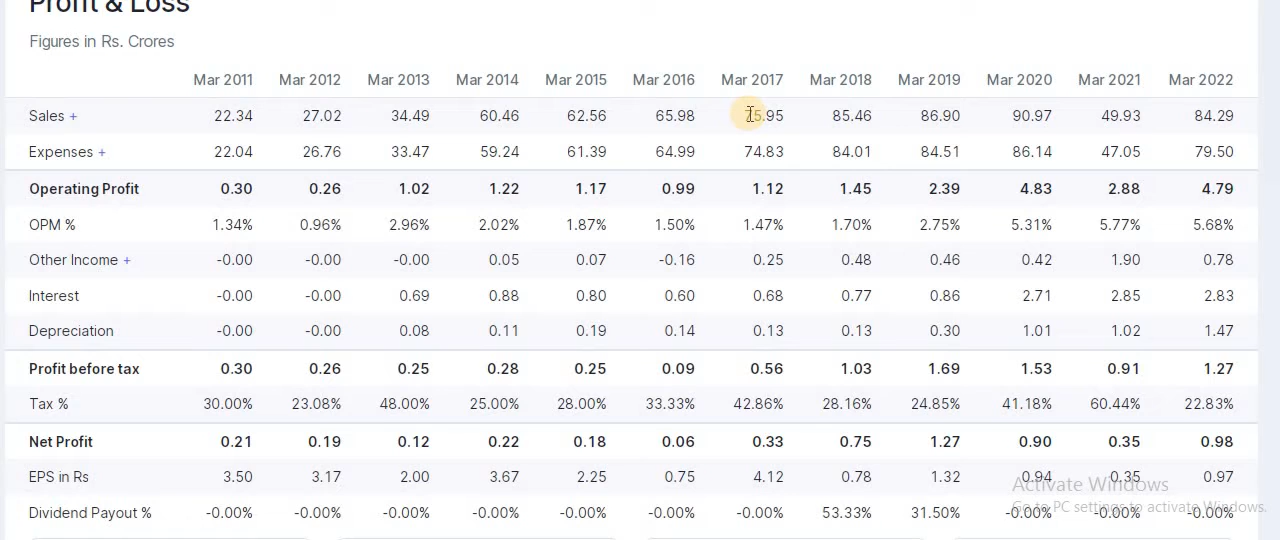 Profit & Loss
Figures in Rs. Crores
Mar 2011 Mar 2012 Mar 2013 Mar 2014 Mar 2015 Mar 2016 Mar 2017 Mar 2018 Mar 2019 Mar 2020 Mar 2021 Mar 2022
Sales + 22.34 27.02 34.49 60.46 62.56 65.98 75.95 85.46 86.90 90.97 49.93 84.29
Expenses + 22.04 26.76 33.47 59.24 61.39 64.99 74.83 84.01 84.51 86.14 47.05 79.50
Operating Profit 0.30 0.26 1.02 1.22 1.17 0.99 1.12 1.45 2.39 4.83 2.88 4.79
OPM % 1.34% 0.96% 2.96% 2.02% 1.87% 1.50% 1.47% 1.70% 2.75% 5.31% 5.77% 5.68%
Other Income + -0.00 -0.00 -0.00 0.05 0.07 -0.16 0.25 0.48 0.46 0.42 1.90 0.78
Interest -0.00 -0.00 0.69 0.88 0.80 0.60 0.68 0.77 0.86 2.71 2.85 2.83
Depreciation -0.00 -0.00 0.08 0.11 0.19 0.14 0.13 0.13 0.30 1.01 1.02 1.47
Profit before tax 0.30 0.26 0.25 0.28 0.25 0.09 0.56 1.03 1.69 1.53 0.91 1.27
Tax % 30.00% 23.08% 48.00% 25.00% 28.00% 33.33% 42.86% 28.16% 24.85% 41.18% 60.44% 22.83%
Net Profit 0.21 0.19 0.12 0.22 0.18 0.06 0.33 0.75 1.27 0.90 0.35 0.98
EPS in Rs 3.50 3.17 2.00 3.67 2.25 0.75 4.12 0.78 1.32 0.94 0.35 0.97
Activate Windows
Go to PC settings to activate Windows.
Dividend Payout % -0.00% -0.00% -0.00% -0.00% -0.00% -0.00% -0.00% 53.33% 31.50% -0.00% -0.00% -0.00%